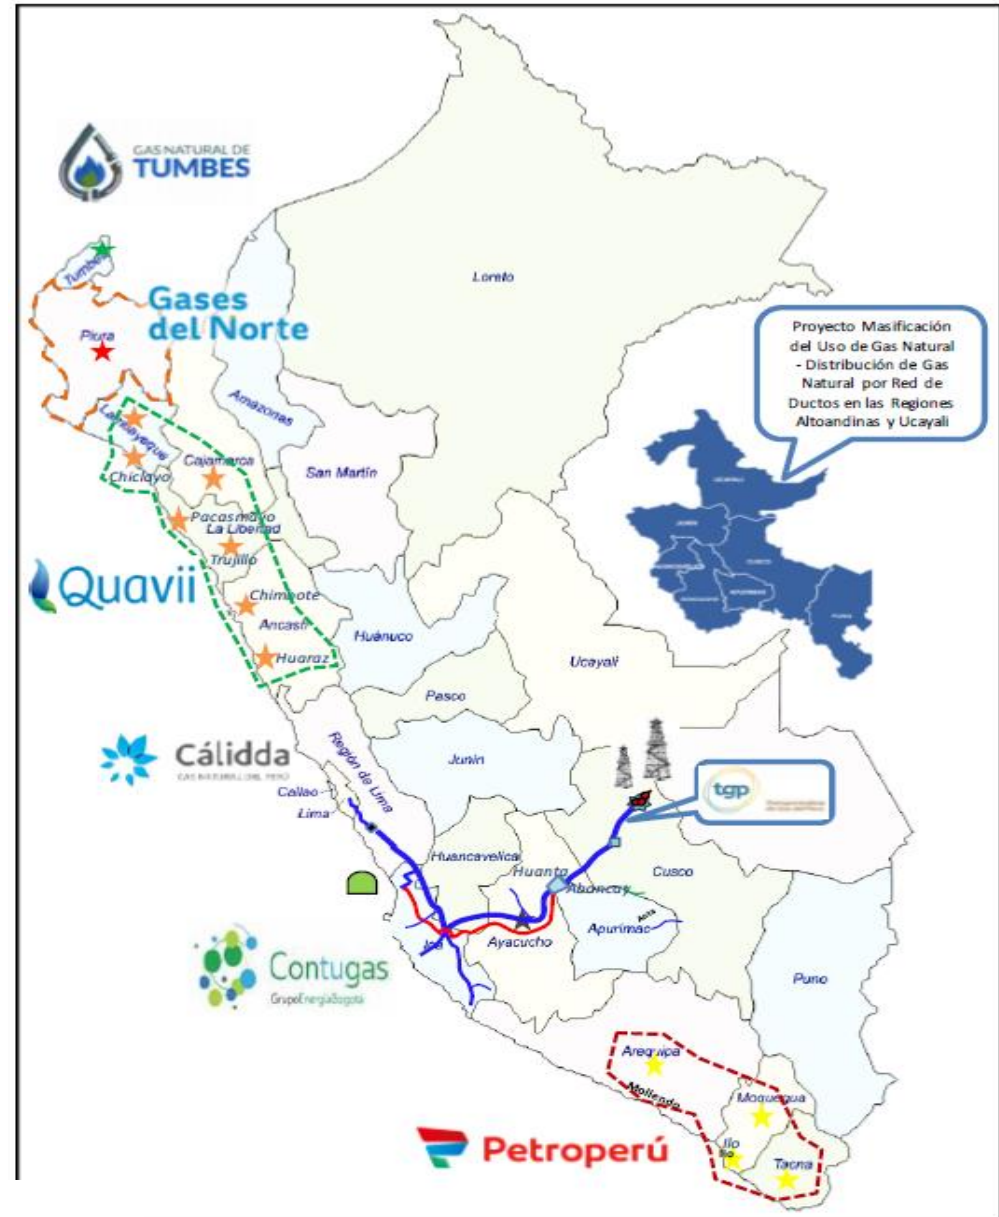 GAS NATURAL DE
TUMBES
Tumbes
Gases
del Norte
Piura
Loreto
Proyecto Masificación
del Uso de Gas Natural
- Distribución de Gas
Natural por Red de
Ductos en las Regiones
Altoandinas y Ucayali
Amazonas
Lambayeque
Cajamarca
San Martín
Chiclayo
Pacasmayo
La Libertad
Trujillo
Quavii
Chimbote
Ancash
Huánuco
Huaraz
Ucayali
Pasco
Cálidda
GAS NATURAL DEL PERÚ
Región de Lima
Junín
Callao
Lima
tgp
Huancavelica
Huanta
Cusco
Abancay
Anta
Apurímac
Ica
Ayacucho
Contugas
GrupoEnergíaBogotá
Puno
Arequipa
Mollendo
Moquegua
Petroperú
Ilo
Ilo
Tacna